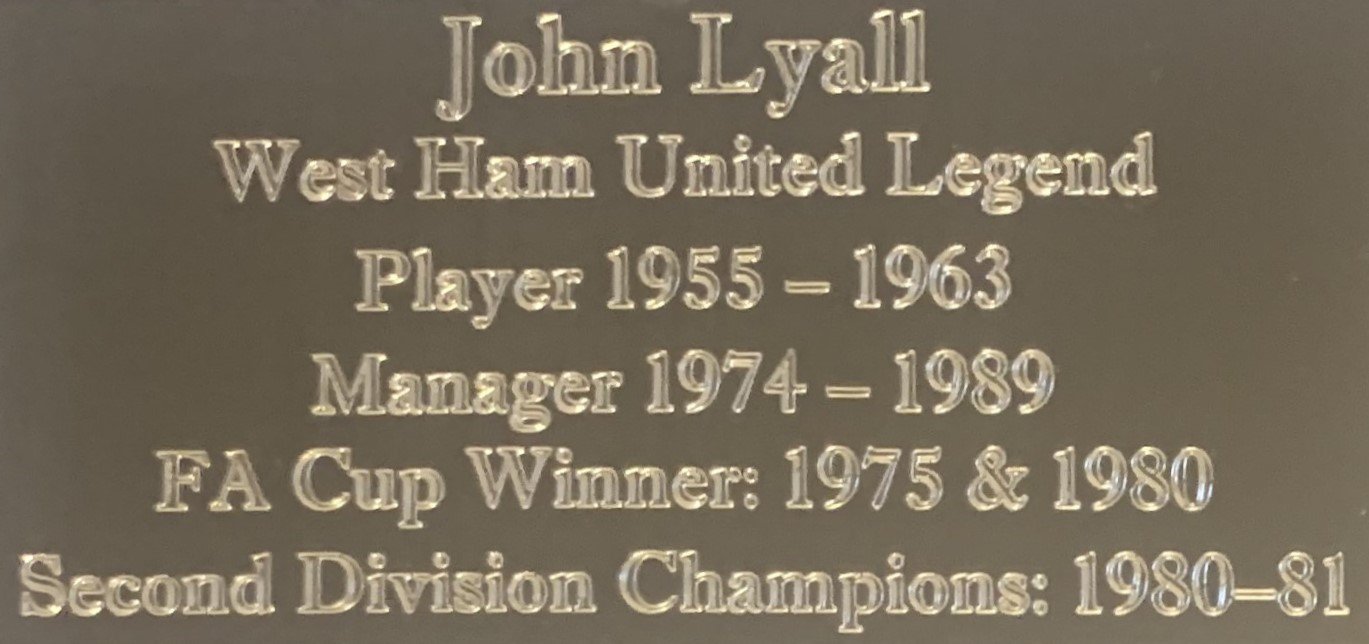 John Lyall
West Ham United Legend
Player 1955 – 1963
Manager 1974 – 1989
FA Cup Winner: 1975 & 1980
Second Division Champions: 1980–81